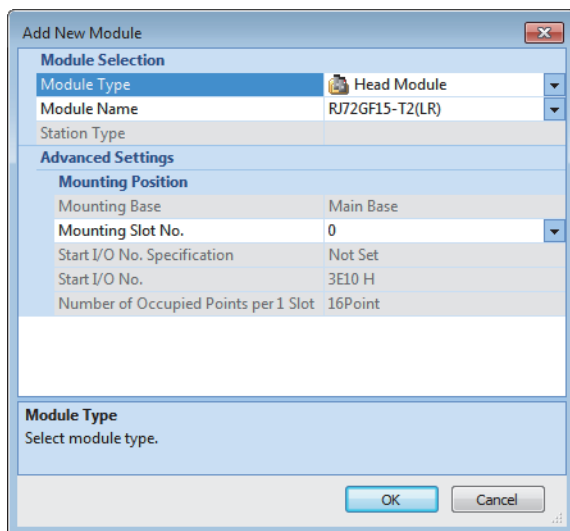 Add New Module
Module Selection
Module Type Head Module
Module Name RJ72GF15-T2(LR)
Station Type
Advanced Settings
Mounting Position
Mounting Base Main Base
Mounting Slot No. 0
Start I/O No. Specification Not Set
Start I/O No. 3E10 H
Number of Occupied Points per 1 Slot 16Point
Module Type
Select module type.
OK Cancel